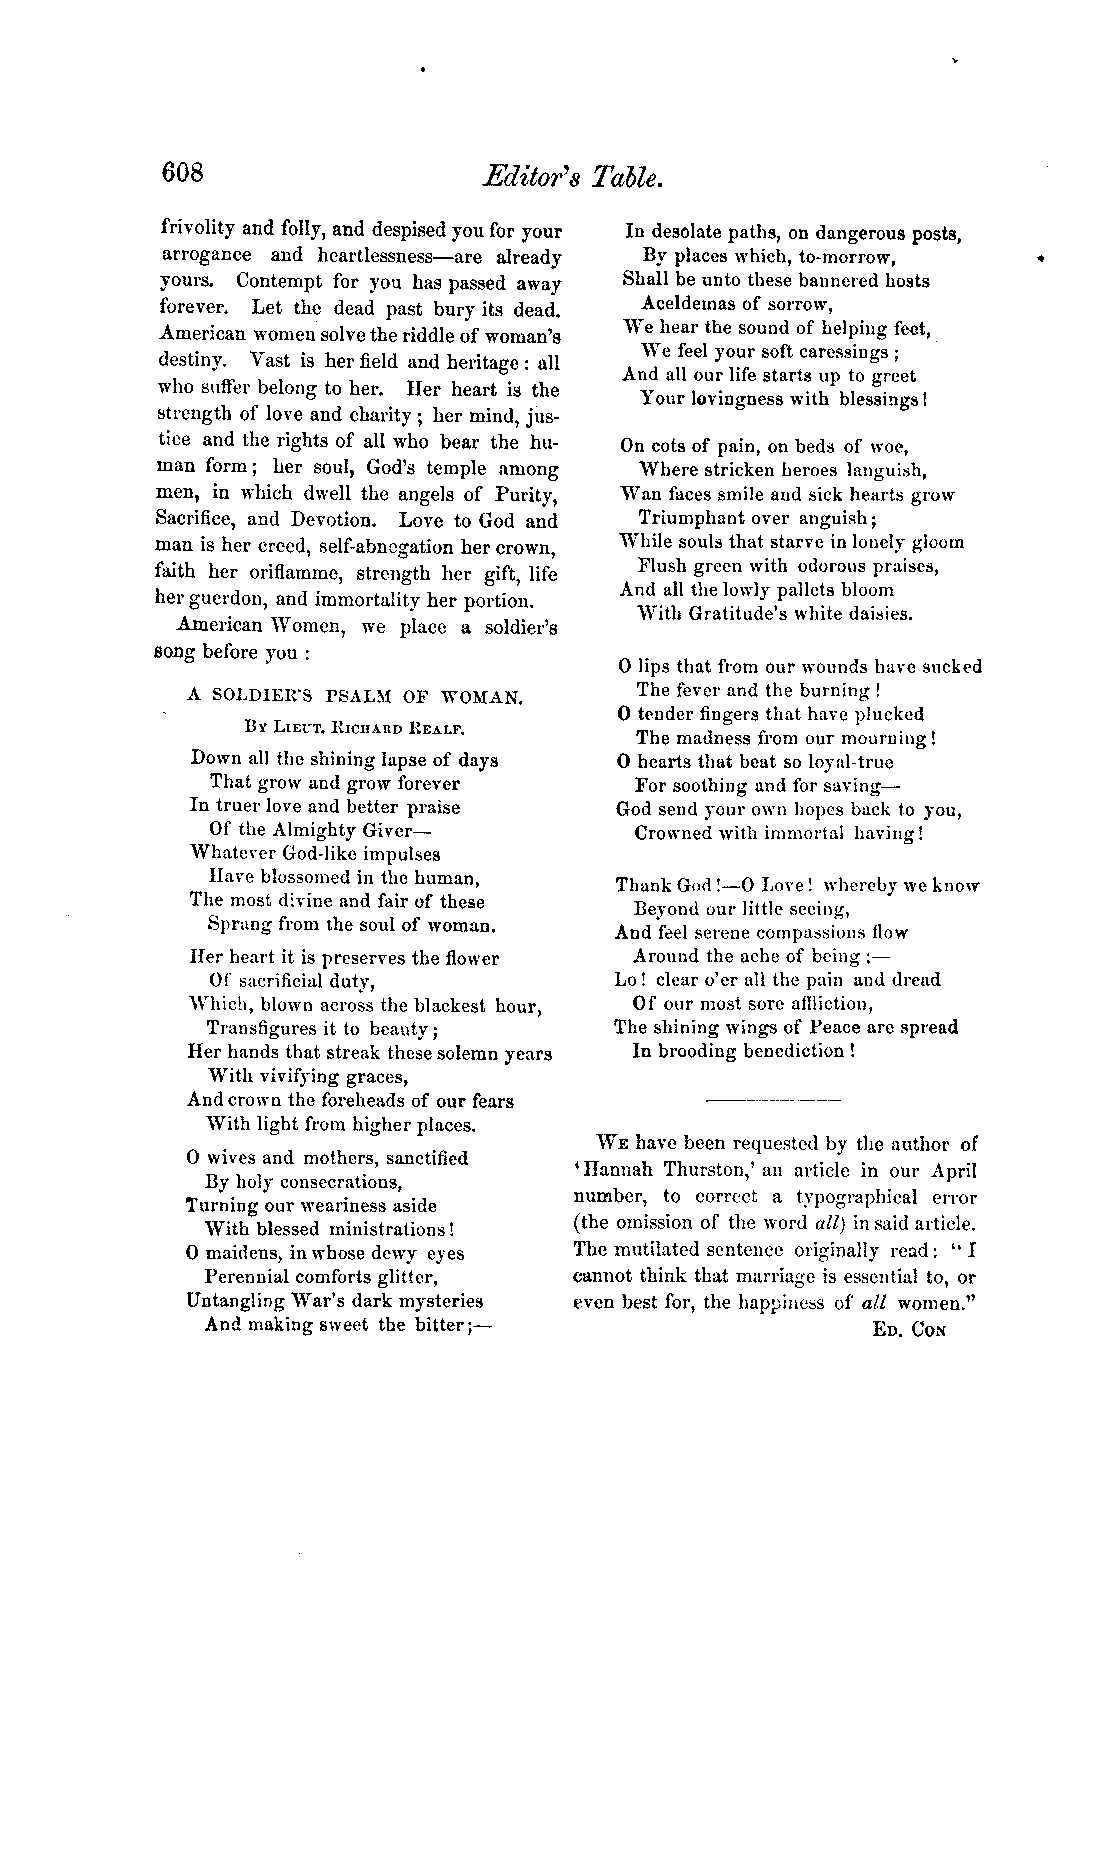 608
Editor's Table.
frivolity and folly, and despised you for your
arrogance and heartlessness—are already
yours. Contempt for you has passed away
forever. Let the dead past bury its dead.
American women solve the riddle of woman's
destiny. Vast is her field and heritage: all
who suffer belong to her. Her heart is the
strength of love and charity; her mind, jus-
tice and the rights of all who bear the hu-
man form; her soul, God's temple among
men, in which dwell the angels of Purity,
Sacrifice, and Devotion. Love to God and
man is her creed, self-abnegation her crown,
faith her oriflamme, strength her gift, life
her guerdon, and immortality her portion.
American Women, we place a soldier's
song before you:
A SOLDIER'S PSALM OF WOMAN.
BY LIEUT. RICHARD REALF.
Down all the shining lapse of days
That grow and grow forever
In truer love and better praise
Of the Almighty Giver—
Whatever God-like impulses
Have blossomed in the human,
The most divine and fair of these
Sprang from the soul of woman.
Her heart it is preserves the flower
Of sacrificial duty,
Which, blown across the blackest hour,
Transfigures it to beauty;
Her hands that streak these solemn years
With vivifying graces,
And crown the foreheads of our fears
With light from higher places.
O wives and mothers, sanctified
By holy consecrations,
Turning our weariness aside
With blessed ministrations!
O maidens, in whose dewy eyes
Perennial comforts glitter,
Untangling War's dark mysteries
And making sweet the bitter;—
In desolate paths, on dangerous posts,
By places which, to-morrow,
Shall be unto these bannered hosts
Aceldemas of sorrow,
We hear the sound of helping feet,
We feel your soft caressings;
And all our life starts up to greet
Your lovingness with blessings!
On cots of pain, on beds of woe,
Where stricken heroes languish,
Wan faces smile and sick hearts grow
Triumphant over anguish;
While souls that starve in lonely gloom
Flush green with odorous praises,
And all the lowly pallets bloom
With Gratitude's white daisies.
O lips that from our wounds have sucked
The fever and the burning!
O tender fingers that have plucked
The madness from our mourning!
O hearts that beat so loyal-true
For soothing and for saving—
God send your own hopes back to you,
Crowned with immortal having!
Thank God!—O Love! whereby we know
Beyond our little seeing,
And feel serene compassions flow
Around the ache of being;—
Lo! clear o'er all the pain and dread
Of our most sore affliction,
The shining wings of Peace are spread
In brooding benediction!
WE have been requested by the author of
'Hannah Thurston,' an article in our April
number, to correct a typographical error
(the omission of the word all) in said article.
The mutilated sentence originally read: "I
cannot think that marriage is essential to, or
even best for, the happiness of all women."
ED. CON